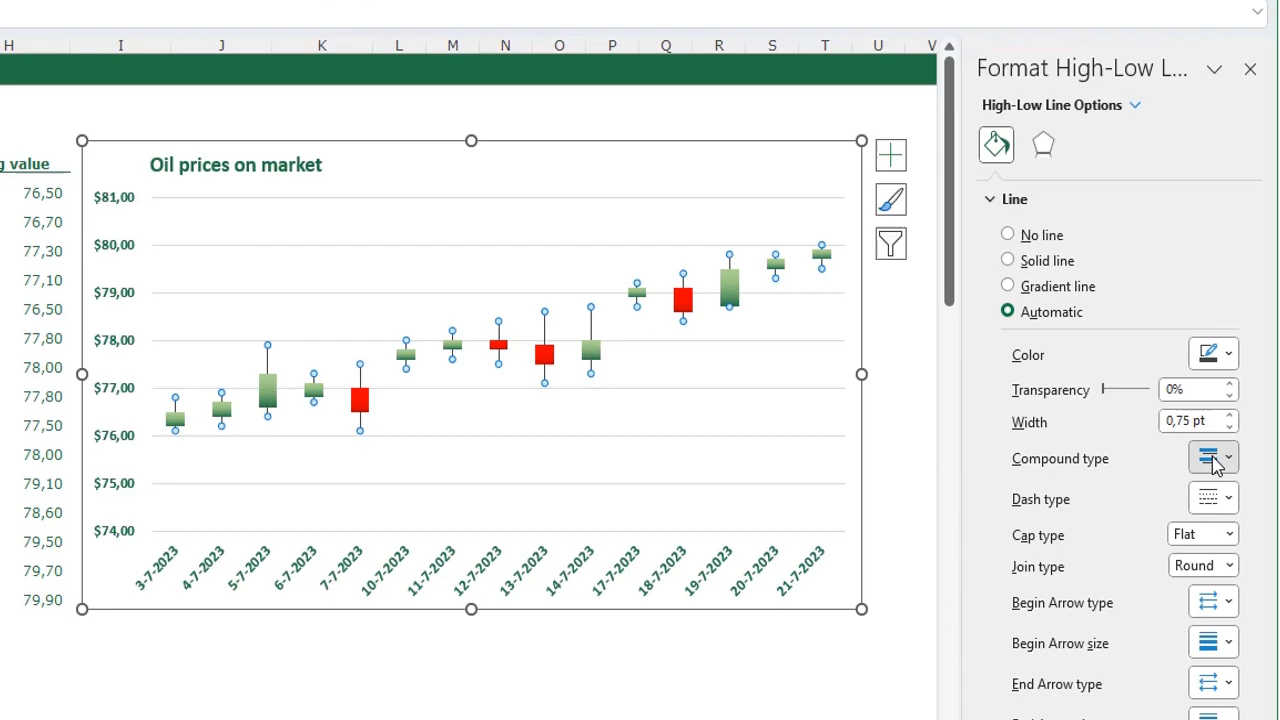 H I J K L M N O P Q R S T U V
Format High-Low L...
High-Low Line Options
g value
76,50
76,70
77,30
77,10
76,50
77,80
78,00
77,80
77,50
78,00
79,10
78,60
79,50
79,70
79,90
Oil prices on market
$81,00
$80,00
$79,00
$78,00
$77,00
$76,00
$75,00
$74,00
3-7-2023 4-7-2023 5-7-2023 6-7-2023 7-7-2023 10-7-2023 11-7-2023 12-7-2023 13-7-2023 14-7-2023 17-7-2023 18-7-2023 19-7-2023 20-7-2023 21-7-2023
Line
No line
Solid line
Gradient line
Automatic
Color
Transparency 0%
Width 0,75 pt
Compound type
Dash type
Cap type Flat
Join type Round
Begin Arrow type
Begin Arrow size
End Arrow type